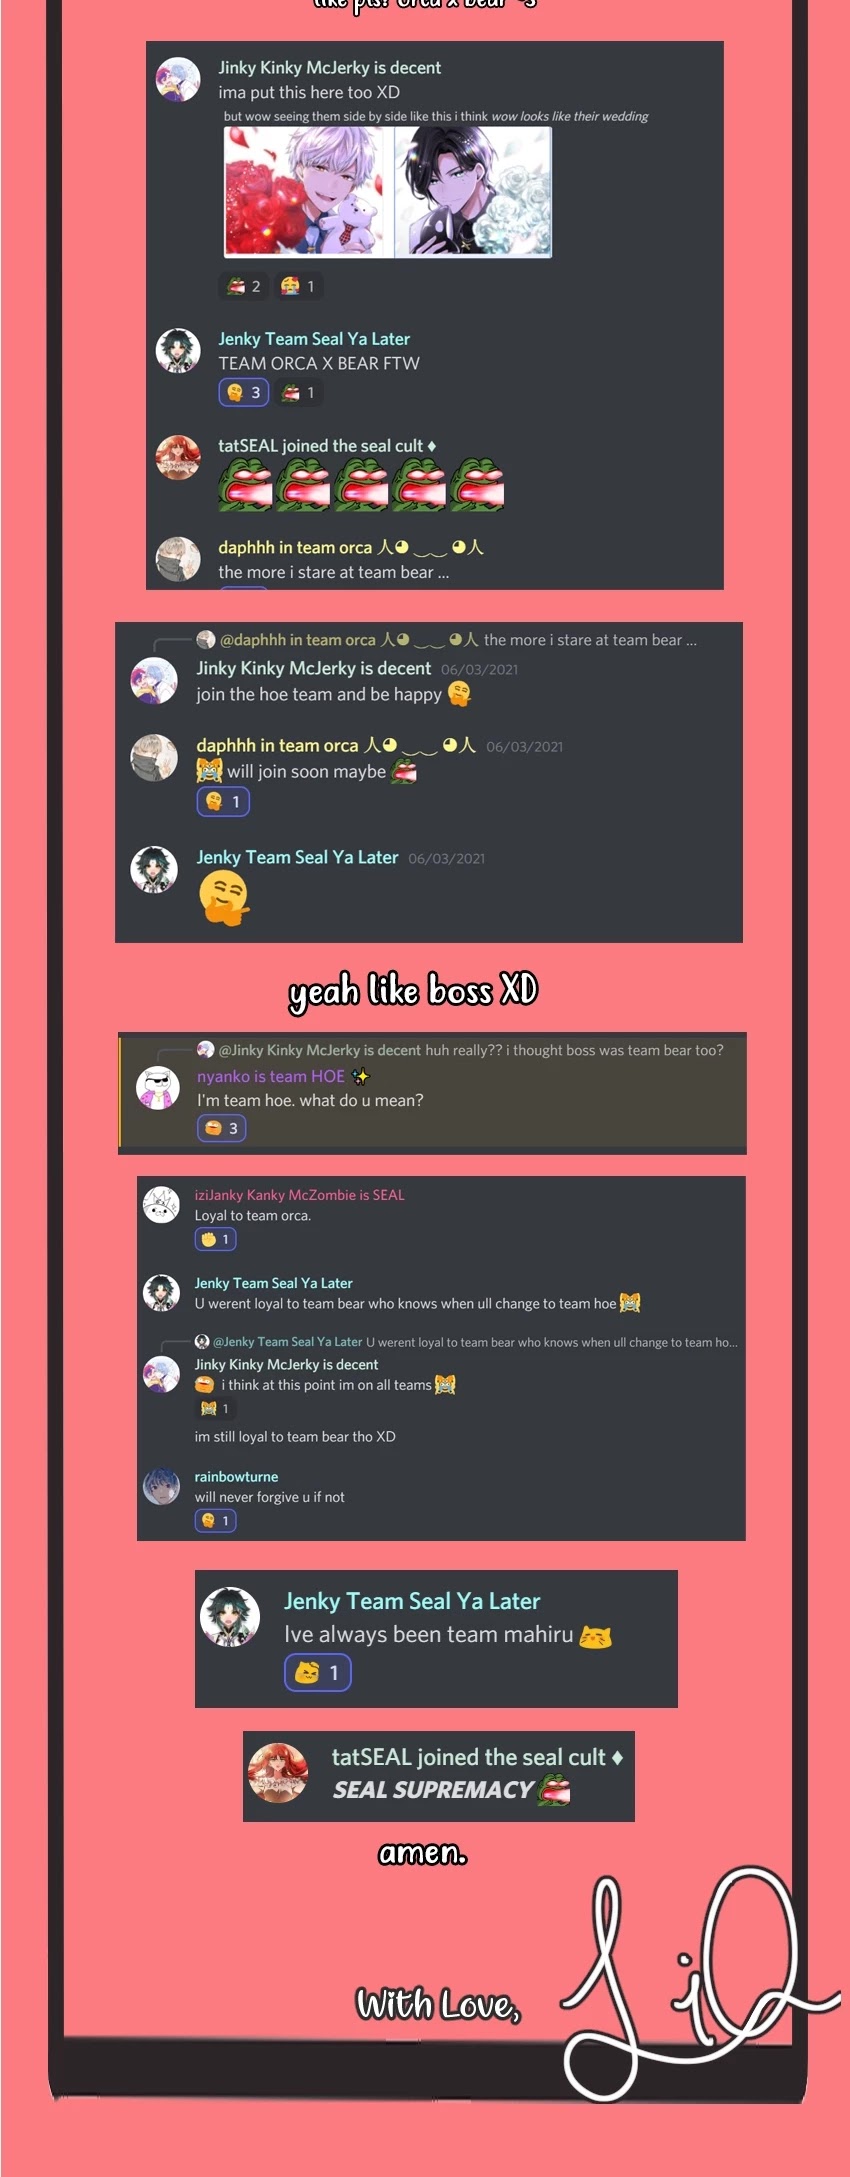 like pls! orca x bear <3
Jinky Kinky McJerky is decent
ima put this here too XD
but wow seeing them side by side like this i think wow looks like their wedding
2 1
Jenky Team Seal Ya Later
TEAM ORCA X BEAR FTW
3 1
tatSEAL joined the seal cult ♦
daphhh in team orca 人◕ ‿‿ ◕人
the more i stare at team bear ...
@daphhh in team orca 人◕ ‿‿ ◕人 the more i stare at team bear ...
Jinky Kinky McJerky is decent 06/03/2021
join the hoe team and be happy
daphhh in team orca 人◕ ‿‿ ◕人 06/03/2021
will join soon maybe
1
Jenky Team Seal Ya Later 06/03/2021
yeah like boss XD
@Jinky Kinky McJerky is decent huh really?? i thought boss was team bear too?
nyanko is team HOE ✨
I'm team hoe. what do u mean?
3
iziJanky Kanky McZombie is SEAL
Loyal to team orca.
1
Jenky Team Seal Ya Later
U werent loyal to team bear who knows when ull change to team hoe
@Jenky Team Seal Ya Later U werent loyal to team bear who knows when ull change to team ho...
Jinky Kinky McJerky is decent
i think at this point im on all teams
1
im still loyal to team bear tho XD
rainbowturne
will never forgive u if not
1
Jenky Team Seal Ya Later
Ive always been team mahiru
1
tatSEAL joined the seal cult ♦
SEAL SUPREMACY
amen.
With Love,
LiQ